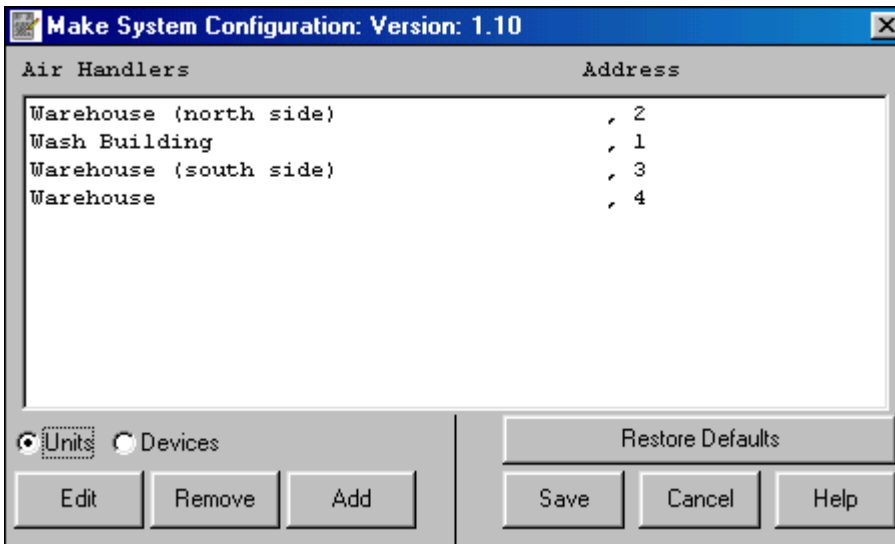 Make System Configuration: Version: 1.10
Air Handlers Address
Warehouse (north side) , 2
Wash Building , 1
Warehouse (south side) , 3
Warehouse , 4
Units Devices Restore Defaults
Edit Remove Add Save Cancel Help